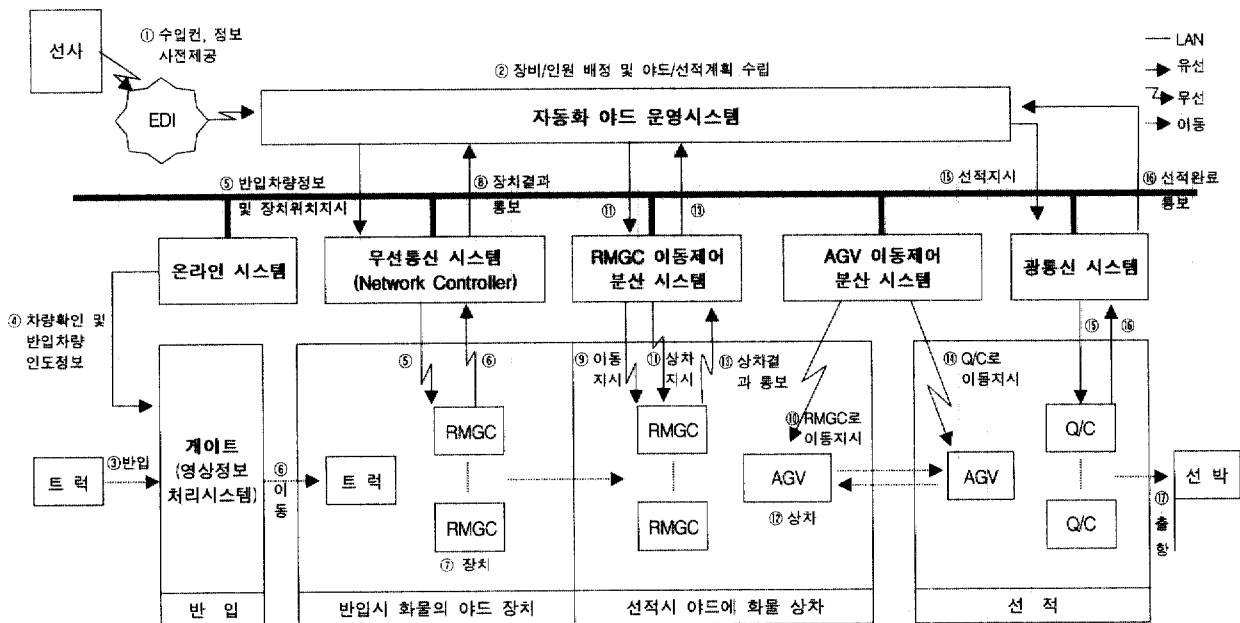 선사
① 수입컨, 정보
사전제공
EDI
② 장비/인원 배정 및 야드/선적계획 수립
자동화 야드 운영시스템
LAN
유선
무선
이동
⑤ 반입차량정보
및 장치위치지시
⑧ 장치결과
통보
⑪
⑬
⑮ 선적지시
⑯ 선적완료
통보
온라인 시스템
무선통신 시스템
(Network Controller)
RMGC 이동제어
분산 시스템
AGV 이동제어
분산 시스템
광통신 시스템
④ 차량확인 및
반입차량
인도정보
⑤
⑥
⑨ 이동
지시
⑪ 상차
지시
⑬ 상차결
과 통보
⑭ Q/C로
이동지시
⑮
⑯
⑩ RMGC로
이동지시
트 럭
③반입
게이트
(영상정보
처리시스템)
⑥
이
동
트 럭
RMGC
RMGC
⑦ 장치
RMGC
RMGC
AGV
⑫ 상차
AGV
Q/C
Q/C
선 박
⑰
출
항
반 입
반입시 화물의 야드 장치
선적시 야드에 화물 상차
선 적